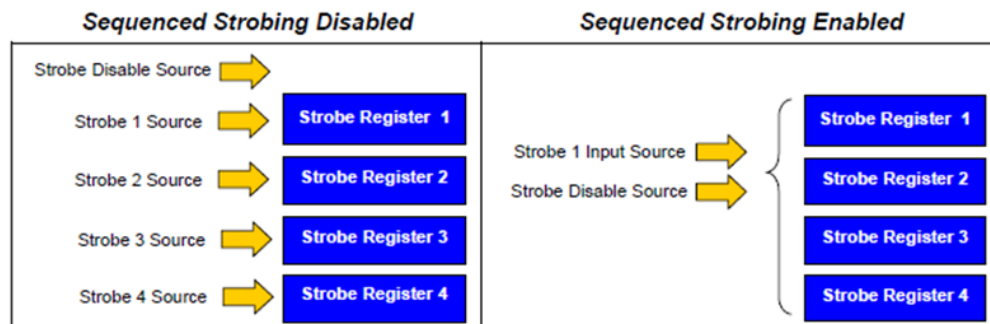 Sequenced Strobing Disabled
Strobe Disable Source
Strobe 1 Source
Strobe Register 1
Strobe 2 Source
Strobe Register 2
Strobe 3 Source
Strobe Register 3
Strobe 4 Source
Strobe Register 4
Sequenced Strobing Enabled
Strobe 1 Input Source
Strobe Disable Source
Strobe Register 1
Strobe Register 2
Strobe Register 3
Strobe Register 4